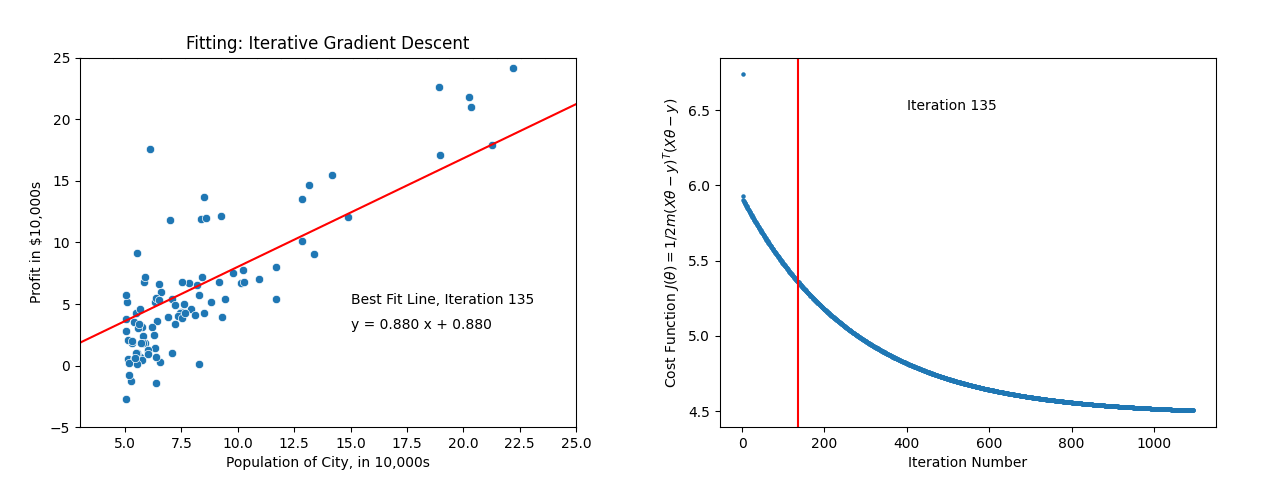 Fitting: Iterative Gradient Descent
25
20
15
10
5
0
−5
Profit in $10,000s
Best Fit Line, Iteration 135
y = 0.880 x + 0.880
5.0 7.5 10.0 12.5 15.0 17.5 20.0 22.5 25.0
Population of City, in 10,000s
6.5
6.0
5.5
5.0
4.5
Cost Function J(θ) = 1/2m(Xθ − y)ᵀ(Xθ − y)
Iteration 135
0 200 400 600 800 1000
Iteration Number